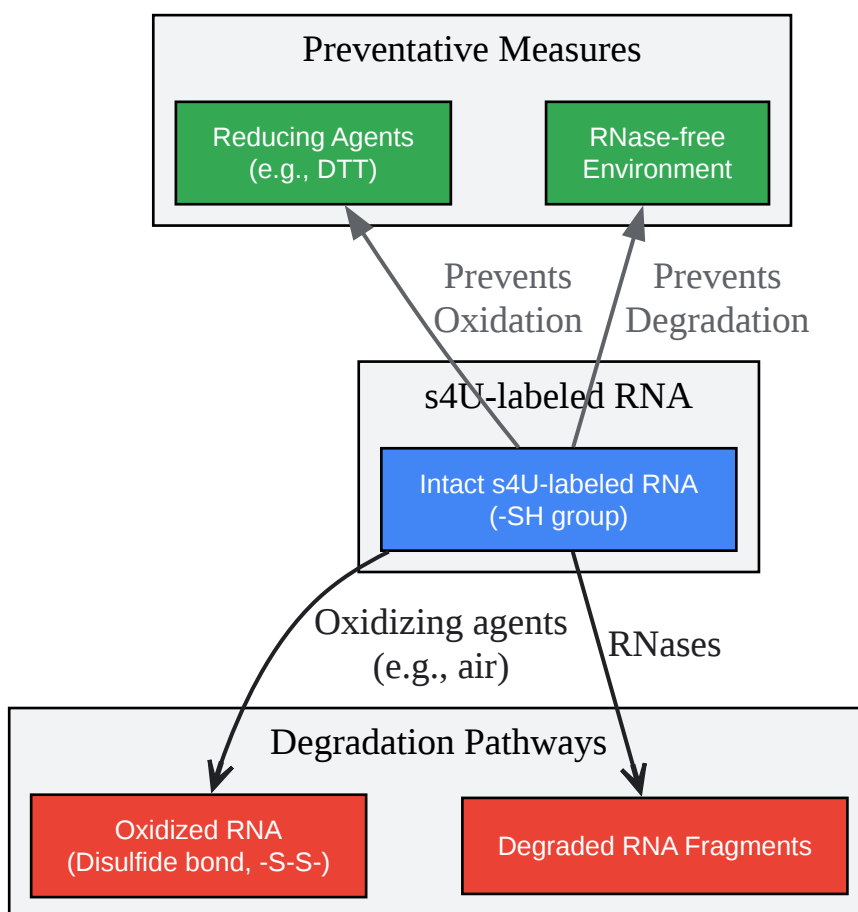 Preventative Measures
Reducing Agents
(e.g., DTT)
RNase-free
Environment
Prevents
Oxidation
Prevents
Degradation
s4U-labeled RNA
Intact s4U-labeled RNA
(-SH group)
Oxidizing agents
(e.g., air)
RNases
Degradation Pathways
Oxidized RNA
(Disulfide bond, -S-S-)
Degraded RNA Fragments